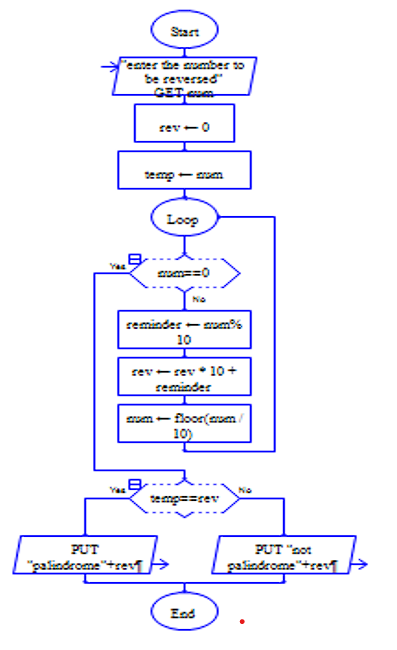 Start
"enter the number to
be reversed"
GET num
rev ← 0
temp ← num
Loop
Yes
num==0
No
reminder ← num%
10
rev ← rev * 10 +
reminder
num ← floor(num /
10)
Yes
temp==rev
No
PUT
"palindrome"+rev¶
PUT "not
palindrome"+rev¶
End